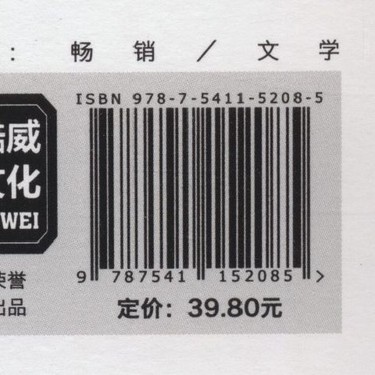 : 畅销／文学
ISBN 978-7-5411-5208-5
酷威
文化
WEI
荣誉
出品
9 787541 152085 >
定价：39.80元